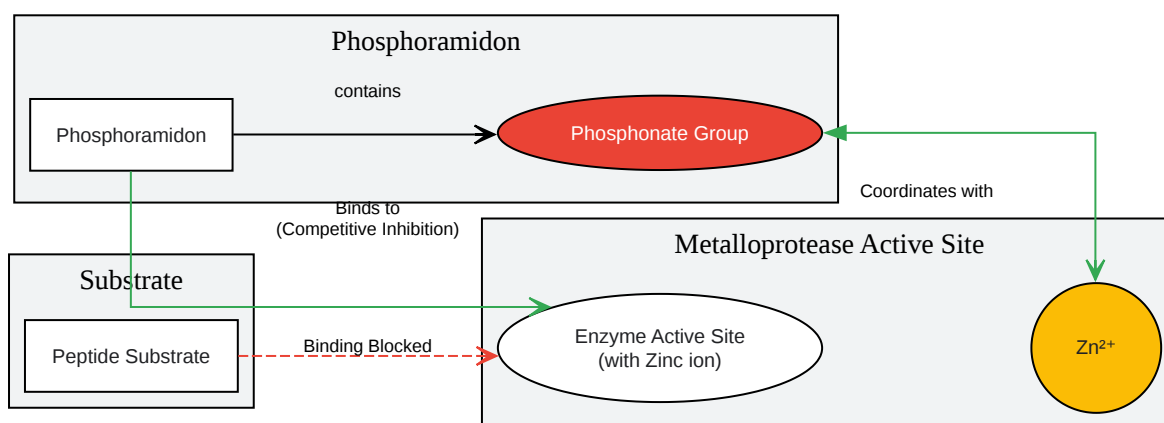 Phosphoramidon
contains
Phosphoramidon
Phosphonate Group
Coordinates with
Binds to
(Competitive Inhibition)
Metalloprotease Active Site
Substrate
Enzyme Active Site
(with Zinc ion)
Zn²⁺
Binding Blocked
Peptide Substrate